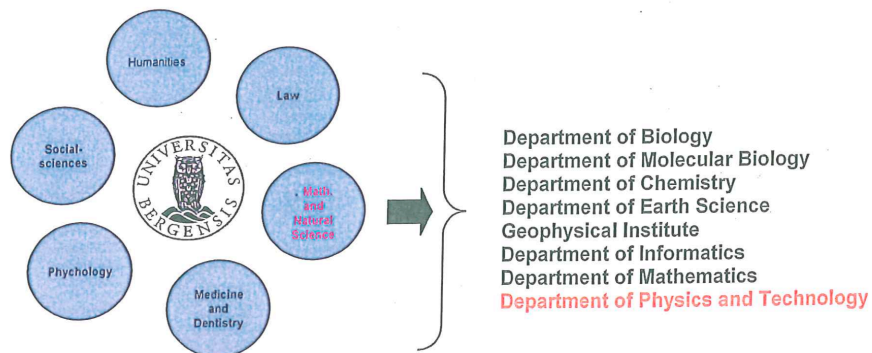 Humanities
Law
Social-
sciences
UNIVERSITAS
BERGENSIS
Math.
and
Natural
Science
Phychology
Medicine
and
Dentistry
Department of Biology
Department of Molecular Biology
Department of Chemistry
Department of Earth Science
Geophysical Institute
Department of Informatics
Department of Mathematics
Department of Physics and Technology